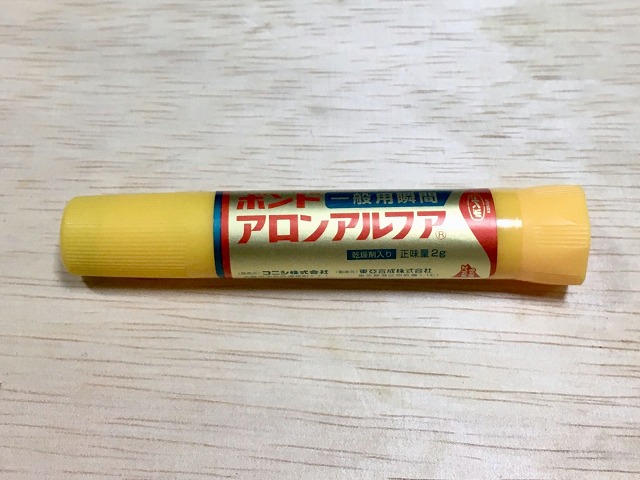 ボンド 一般用瞬間
アロンアルフア®
乾燥剤入り 正味量2g
コニシ株式会社 東亞合成株式会社